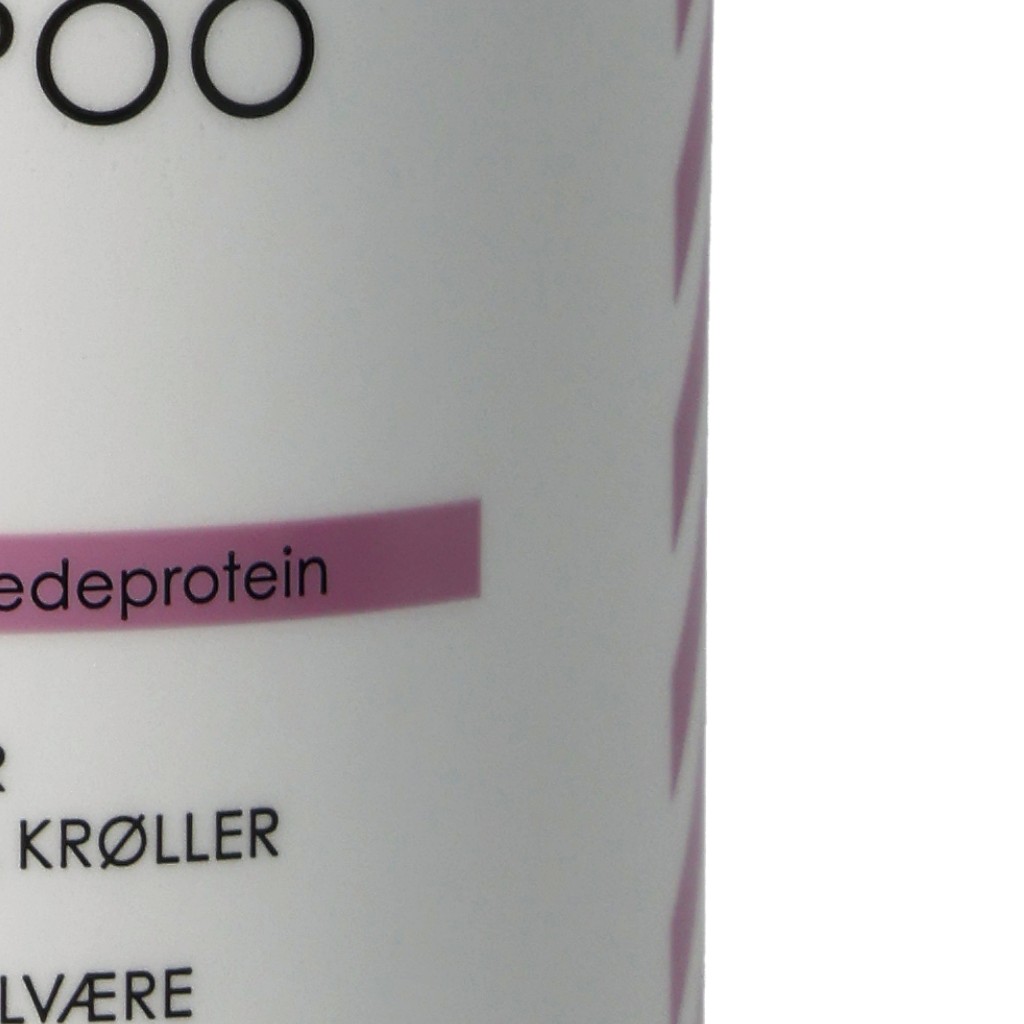 POO
edeprotein
R
KRØLLER
LVÆRE